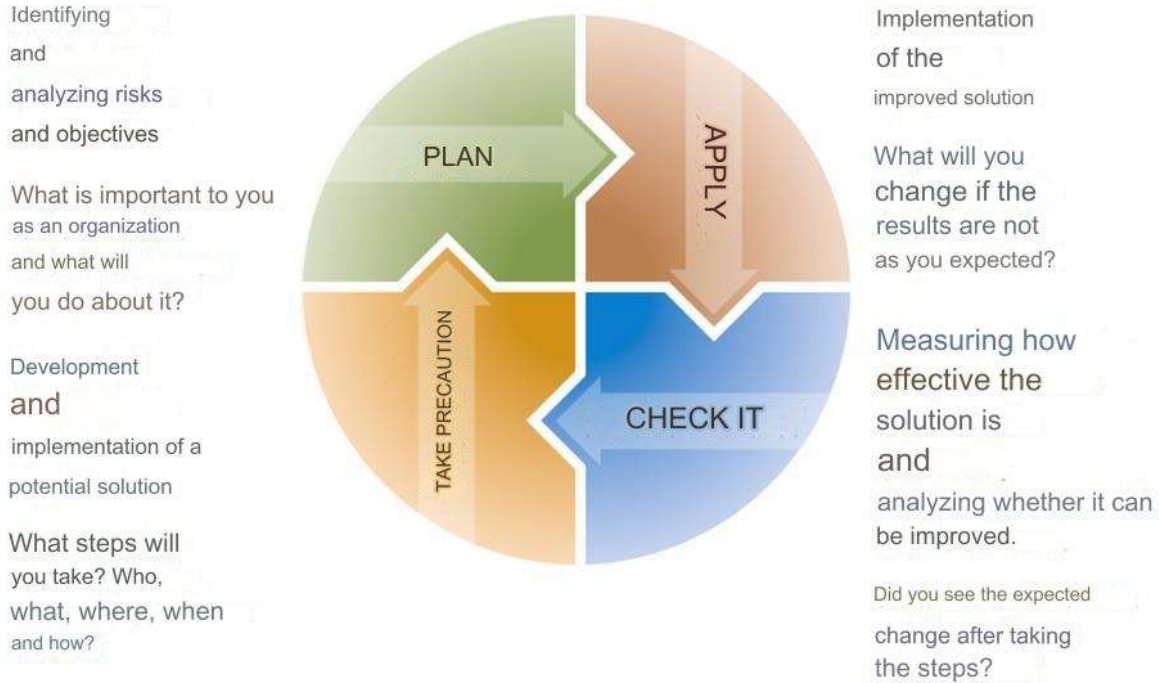 Identifying
and
analyzing risks
and objectives
What is important to you
as an organization
and what will
you do about it?
Development
and
implementation of a
potential solution
What steps will
you take? Who,
what, where, when
and how?
PLAN
APPLY
TAKE PRECAUTION
CHECK IT
Implementation
of the
improved solution
What will you
change if the
results are not
as you expected?
Measuring how
effective the
solution is
and
analyzing whether it can
be improved.
Did you see the expected
change after taking
the steps?